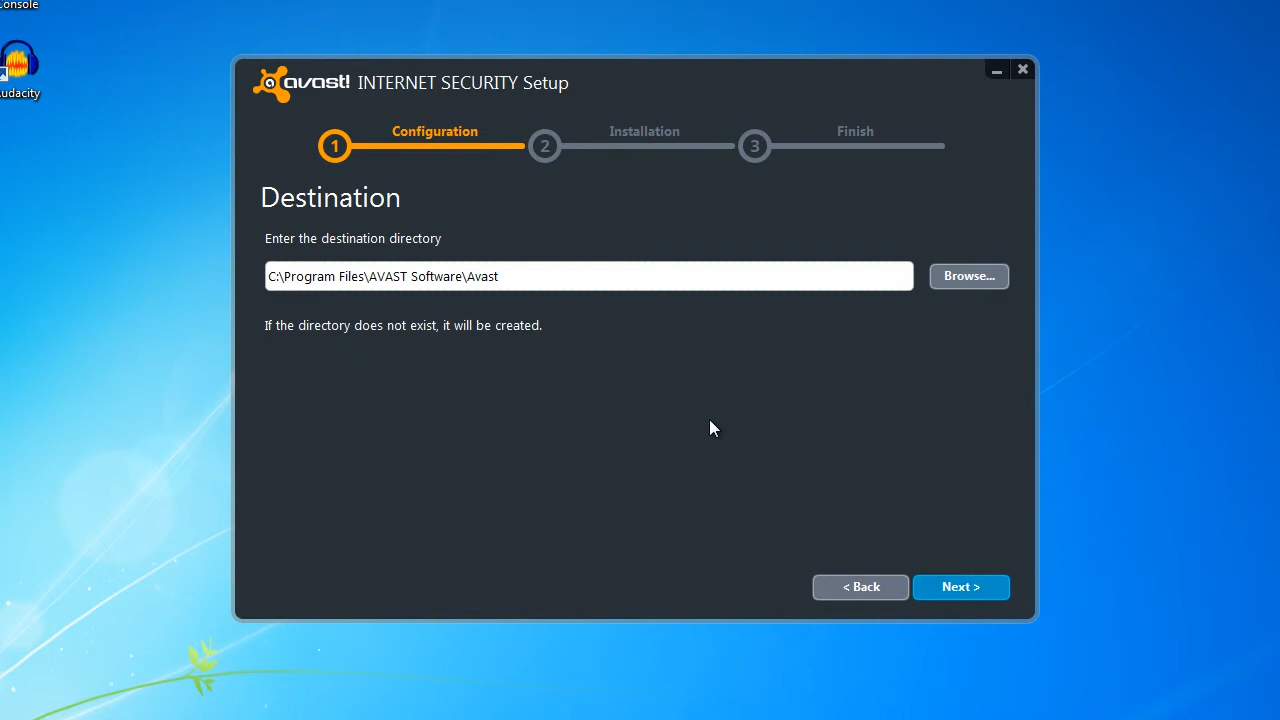 onsole
udacity
avast! INTERNET SECURITY Setup
Configuration
Installation
Finish
1
2
3
Destination
Enter the destination directory
C:\Program Files\AVAST Software\Avast
Browse...
If the directory does not exist, it will be created.
< Back
Next >